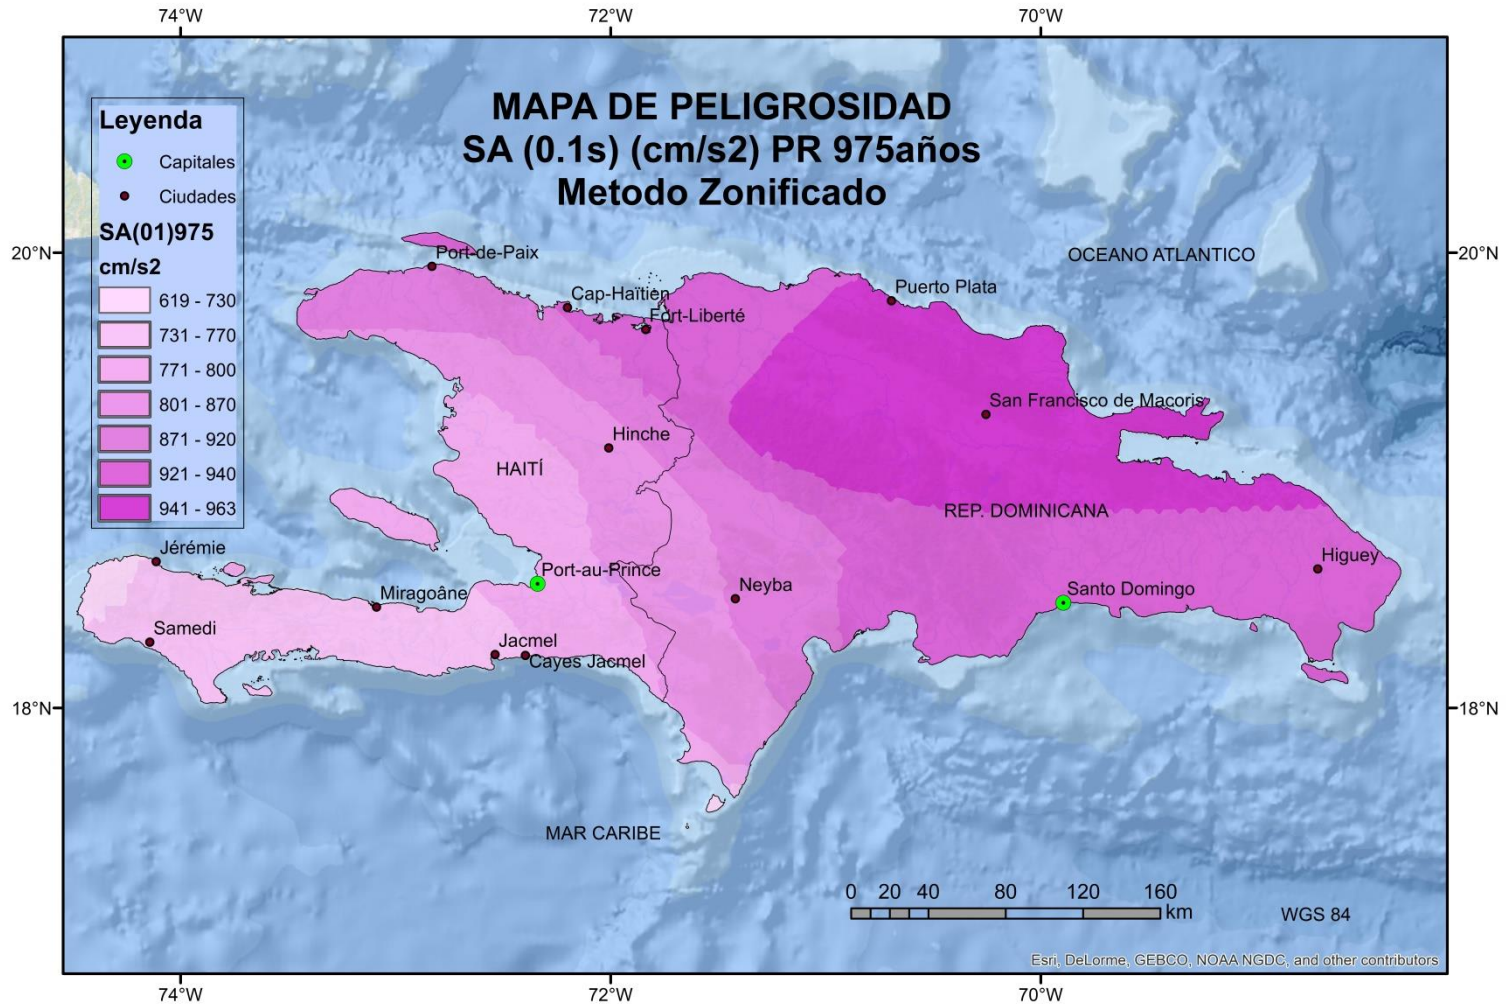 74°W
72°W
70°W
MAPA DE PELIGROSIDAD
SA (0.1s) (cm/s2) PR 975años
Metodo Zonificado
Leyenda
Capitales
Ciudades
SA(01)975
cm/s2
619 - 730
731 - 770
771 - 800
801 - 870
871 - 920
921 - 940
941 - 963
20°N
20°N
OCEANO ATLANTICO
Port-de-Paix
Cap-Haïtien
Fort-Liberté
Puerto Plata
San Francisco de Macoris
Hinche
HAITÍ
REP. DOMINICANA
Jérémie
Port-au-Prince
Miragoâne
Neyba
Higuey
Santo Domingo
Samedi
Jacmel
Cayes Jacmel
18°N
18°N
MAR CARIBE
0 20 40 80 120 160
km
WGS 84
Esri, DeLorme, GEBCO, NOAA NGDC, and other contributors
74°W
72°W
70°W